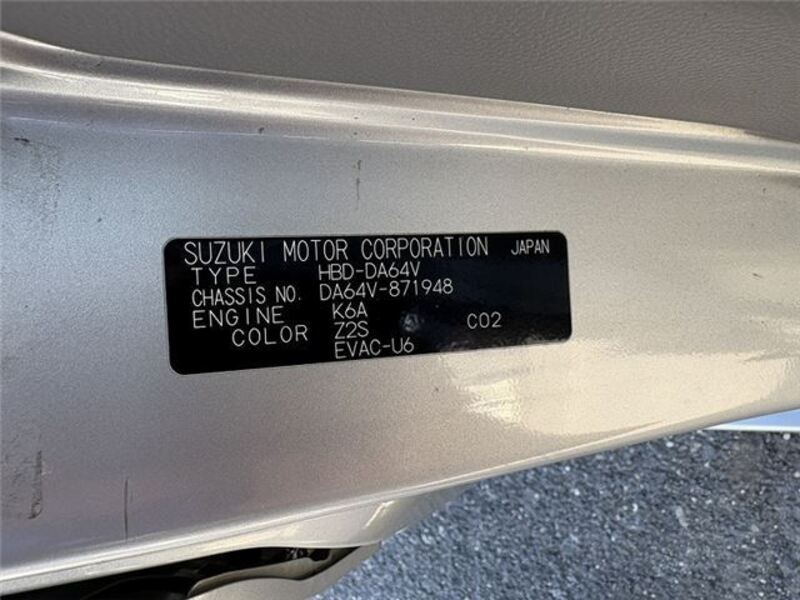 SUZUKI MOTOR CORPORATION JAPAN
TYPE HBD-DA64V
CHASSIS NO. DA64V-871948
ENGINE K6A
COLOR Z2S C02
EVAC-U6